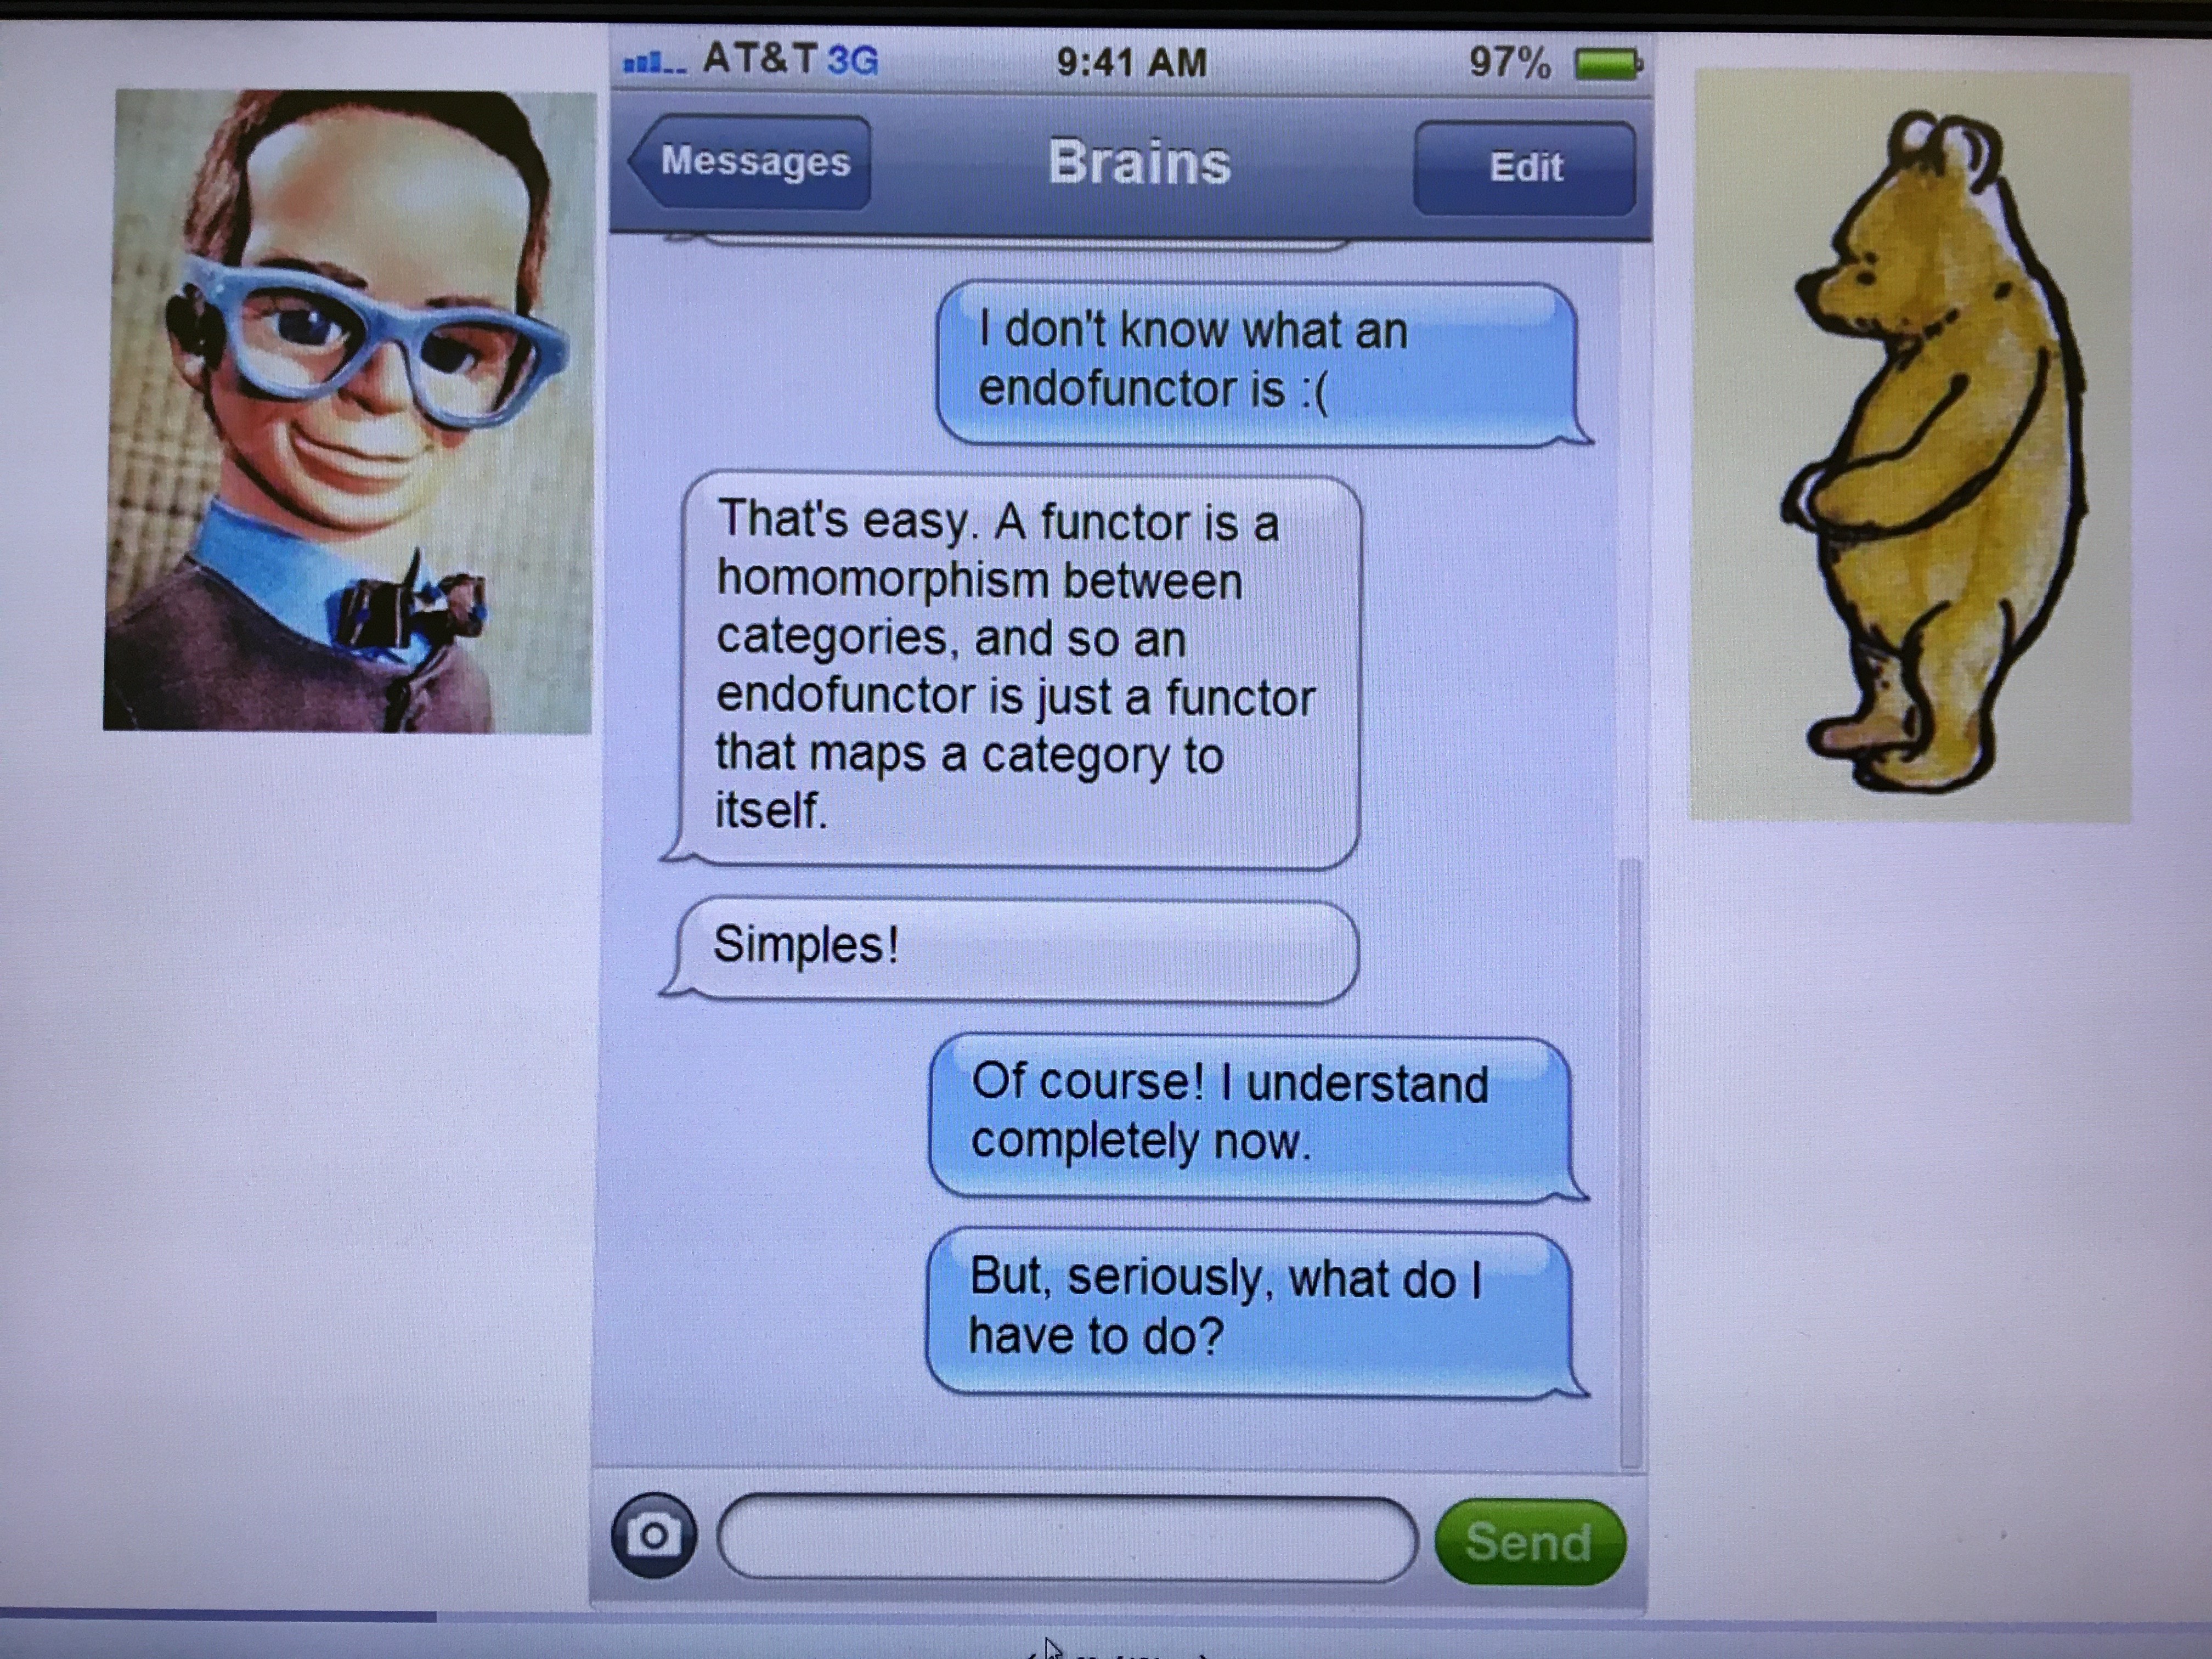 AT&T 3G 9:41 AM 97%
Messages Brains Edit
I don't know what an
endofunctor is :(
That's easy. A functor is a
homomorphism between
categories, and so an
endofunctor is just a functor
that maps a category to
itself.
Simples!
Of course! I understand
completely now.
But, seriously, what do I
have to do?
Send